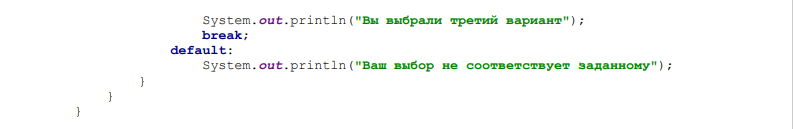 System.out.println("Вы выбрали третий вариант");
break;
default:
System.out.println("Ваш выбор не соответствует заданному");
}
}
}